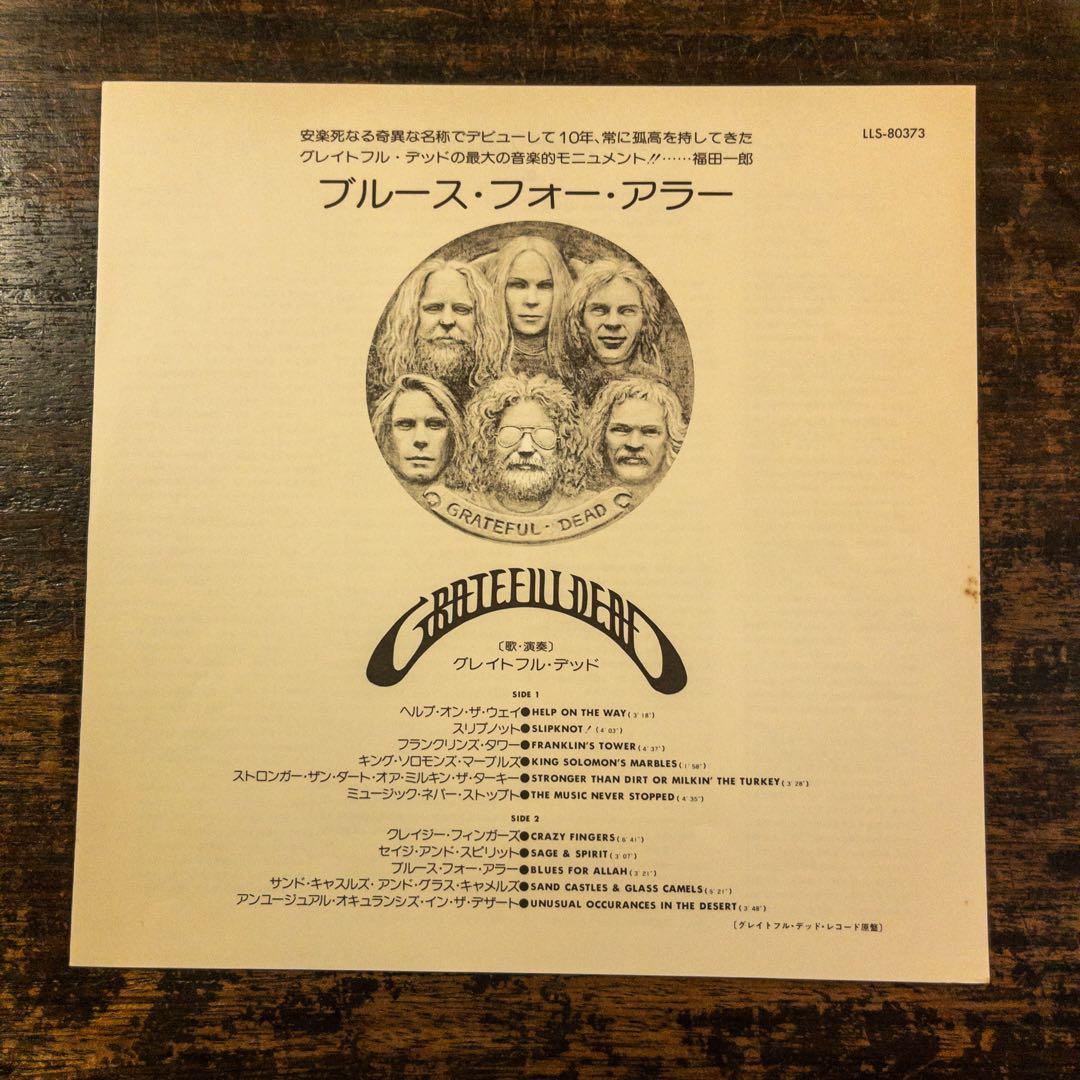 安楽死なる奇異な名称でデビューして10年、常に孤高を持してきた
LLS-80373
グレイトフル・デッドの最大の音楽的モニュメント!!……福田一郎
ブルース・フォー・アラー
GRATEFUL・DEAD
GRATEFUL DEAD
〔歌・演奏〕
グレイトフル・デッド
SIDE 1
ヘルプ・オン・ザ・ウェイ●HELP ON THE WAY(3′18″)
スリプノット●SLIPKNOT!(4′03″)
フランクリンズ・タワー●FRANKLIN'S TOWER(4′37″)
キング・ソロモンズ・マーブルズ●KING SOLOMON'S MARBLES(1′58″)
ストロンガー・ザン・ダート・オア・ミルキン・ザ・ターキー●STRONGER THAN DIRT OR MILKIN' THE TURKEY(3′28″)
ミュージック・ネバー・ストップト●THE MUSIC NEVER STOPPED(4′35″)
SIDE 2
クレイジー・フィンガーズ●CRAZY FINGERS(6′41″)
セイジ・アンド・スピリット●SAGE & SPIRIT(3′07″)
ブルース・フォー・アラー●BLUES FOR ALLAH(3′21″)
サンド・キャスルズ・アンド・グラス・キャメルズ●SAND CASTLES & GLASS CAMELS(5′21″)
アンユージュアル・オキュランシズ・イン・ザ・デザート●UNUSUAL OCCURANCES IN THE DESERT(3′48″)
〔グレイトフル・デッド・レコード原盤〕